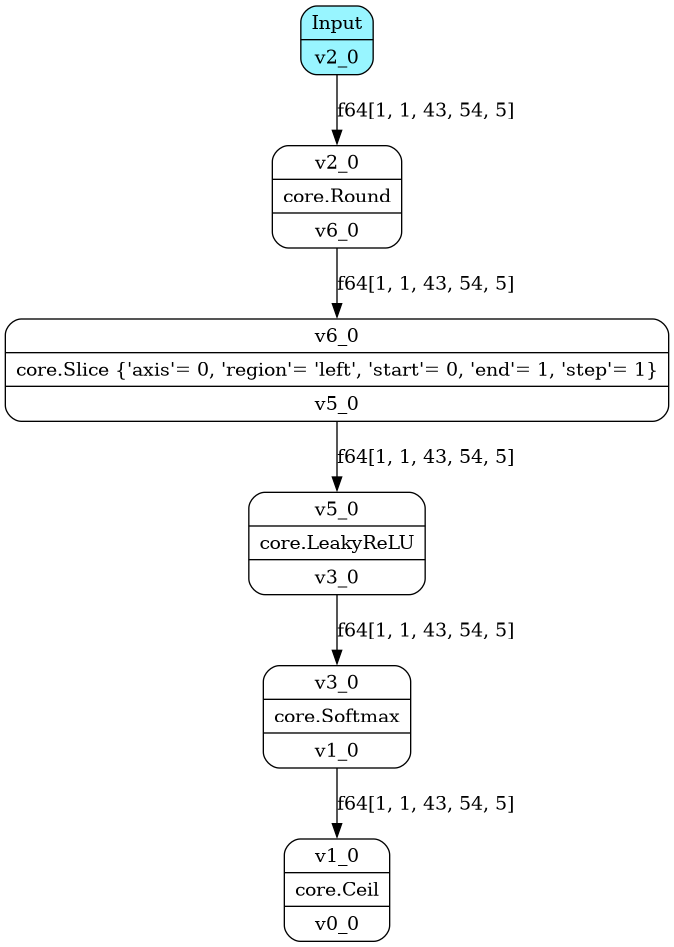 Input
v2_0
f64[1, 1, 43, 54, 5]
v2_0
core.Round
v6_0
f64[1, 1, 43, 54, 5]
v6_0
core.Slice {'axis'= 0, 'region'= 'left', 'start'= 0, 'end'= 1, 'step'= 1}
v5_0
f64[1, 1, 43, 54, 5]
v5_0
core.LeakyReLU
v3_0
f64[1, 1, 43, 54, 5]
v3_0
core.Softmax
v1_0
f64[1, 1, 43, 54, 5]
v1_0
core.Ceil
v0_0